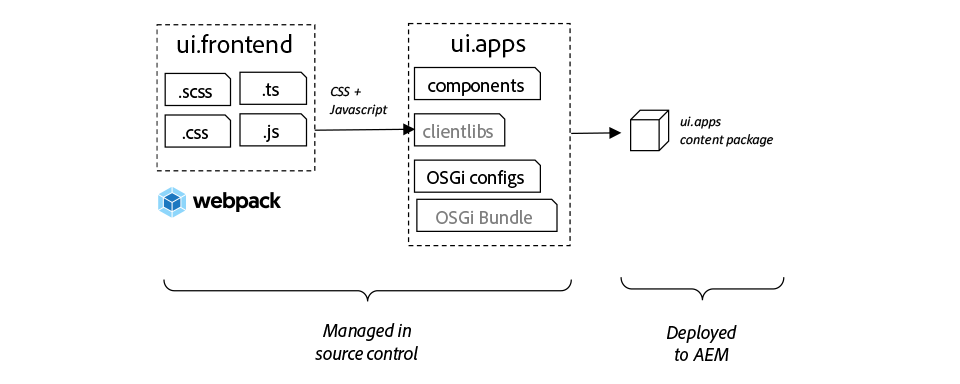 ui.frontend
.scss
.ts
.css
.js
webpack
CSS +
Javascript
ui.apps
components
clientlibs
OSGi configs
OSGi Bundle
ui.apps
content package
Managed in
source control
Deployed
to AEM